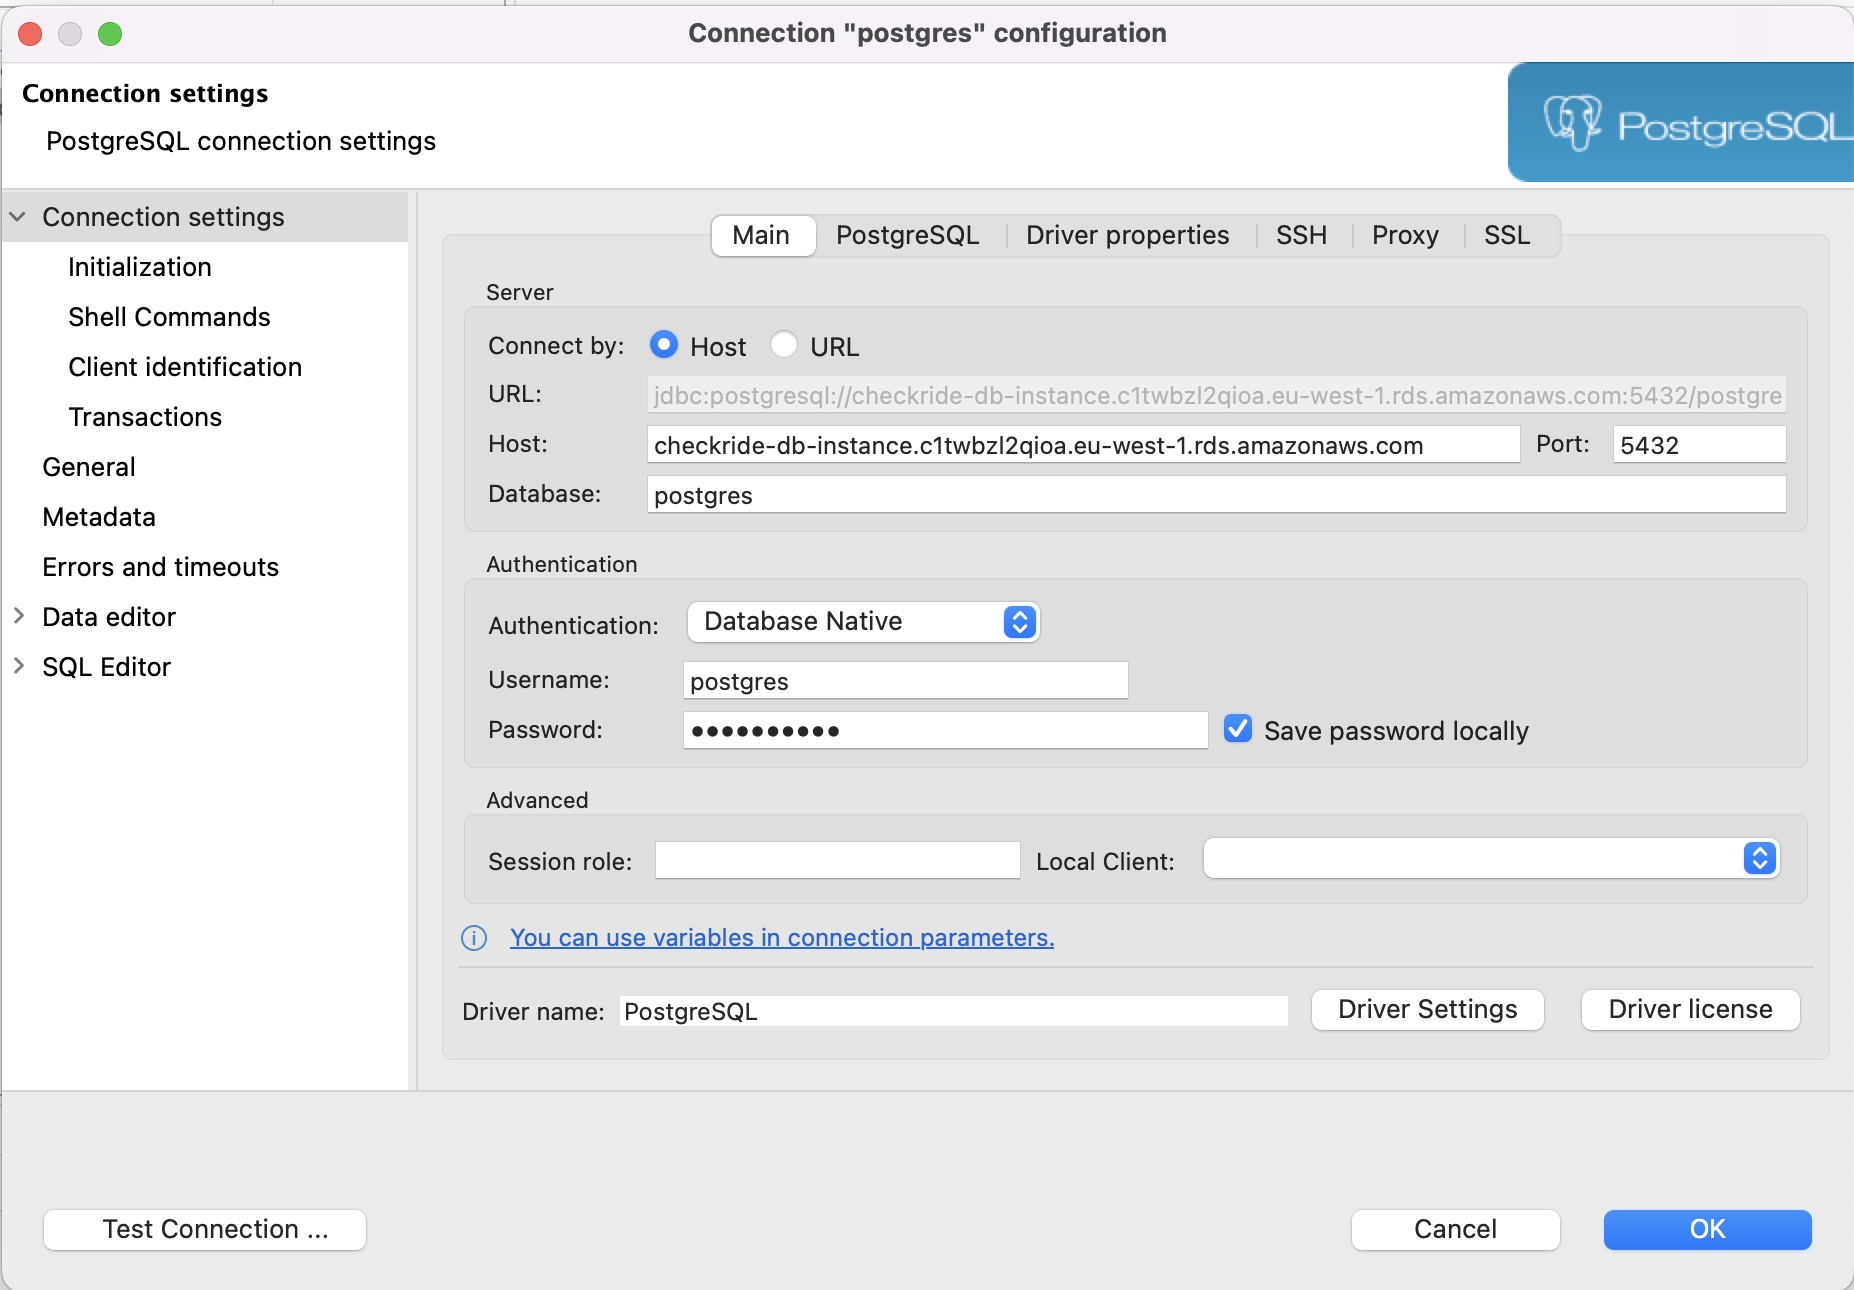 Connection "postgres" configuration
Connection settings
PostgreSQL connection settings
PostgreSQL
Connection settings
Initialization
Shell Commands
Client identification
Transactions
General
Metadata
Errors and timeouts
Data editor
SQL Editor
Main PostgreSQL Driver properties SSH Proxy SSL
Server
Connect by: Host URL
URL: jdbc:postgresql://checkride-db-instance.c1twbzl2qioa.eu-west-1.rds.amazonaws.com:5432/postgre
Host: checkride-db-instance.c1twbzl2qioa.eu-west-1.rds.amazonaws.com Port: 5432
Database: postgres
Authentication
Authentication: Database Native
Username: postgres
Password: ●●●●●●●●●● Save password locally
Advanced
Session role: Local Client:
You can use variables in connection parameters.
Driver name: PostgreSQL Driver Settings Driver license
Test Connection ... Cancel OK